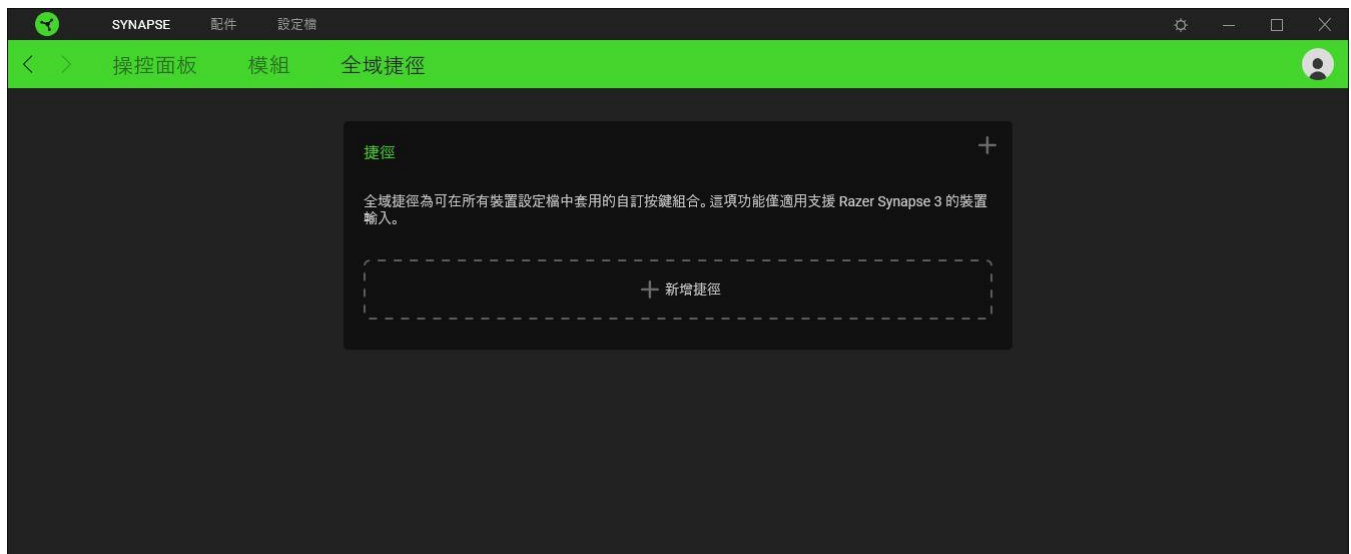 SYNAPSE 配件 設定檔
操控面板 模組 全域捷徑
捷徑
全域捷徑為可在所有裝置設定檔中套用的自訂按鍵組合。這項功能僅適用支援 Razer Synapse 3 的裝置
輸入。
新增捷徑